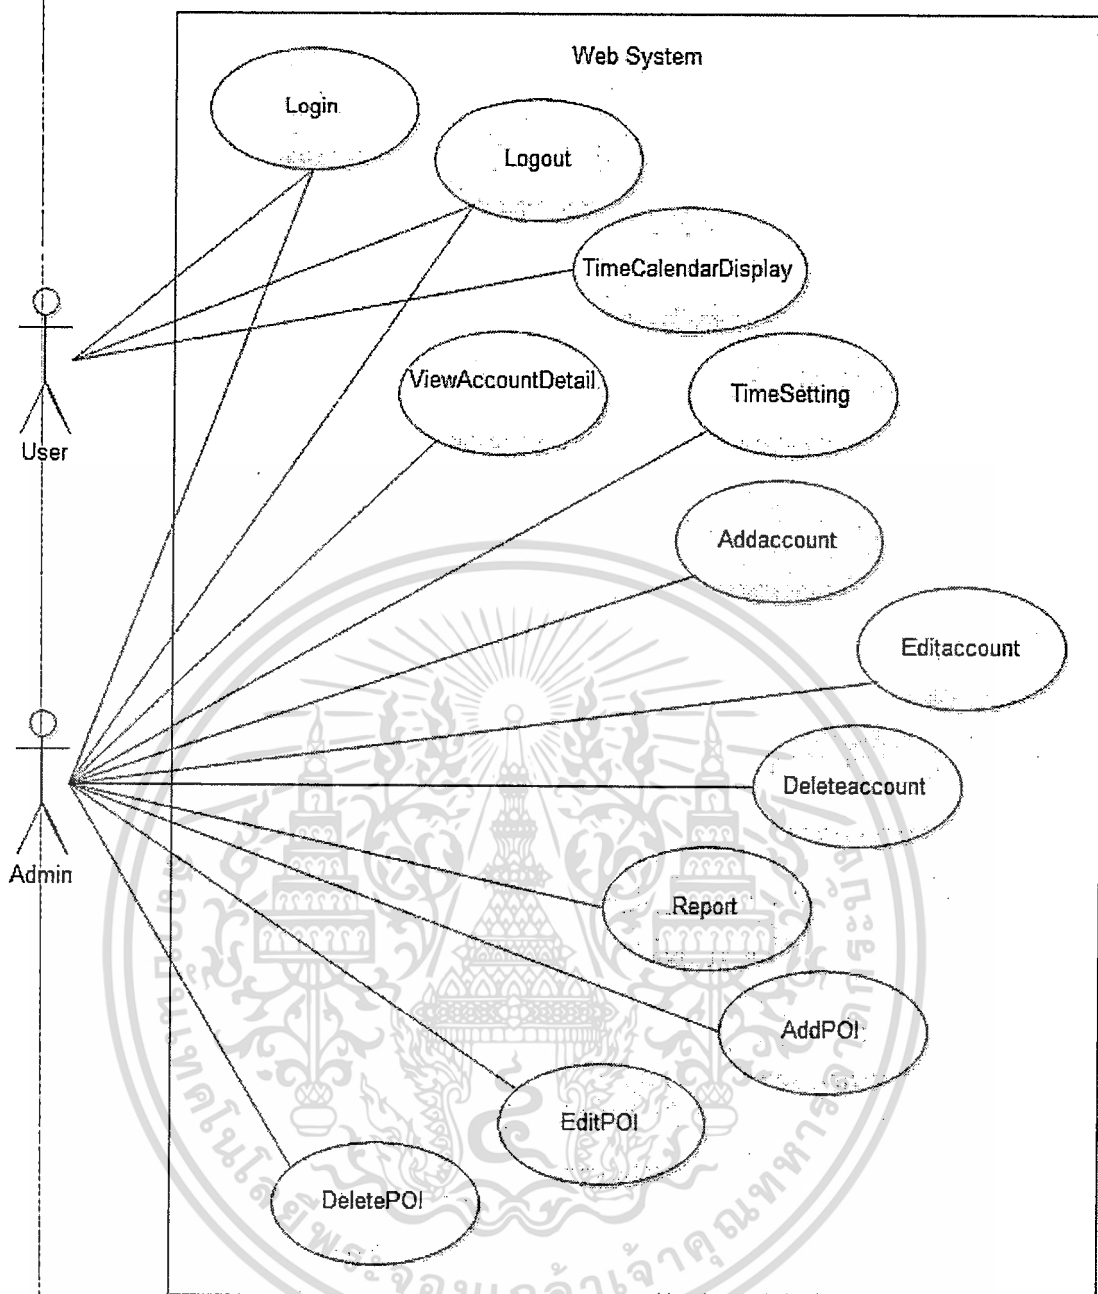 Web System
Login
Logout
TimeCalendarDisplay
ViewAccountDetail
TimeSetting
User
Addaccount
Editaccount
Deleteaccount
Admin
Report
AddPOI
EditPOI
DeletePOI